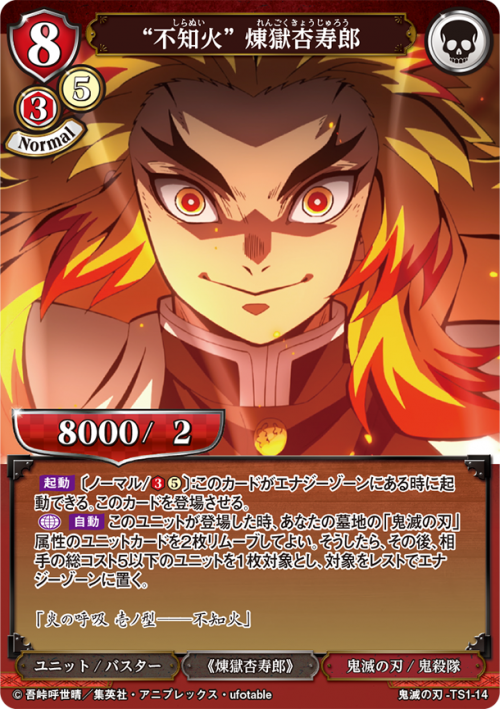 8
しらぬい れんごくきょうじゅろう
“不知火” 煉獄杏寿郎
3 5
Normal
8000/ 2
起動 〔ノーマル/3 5〕:このカードがエナジーゾーンにある時に起
動できる。このカードを登場させる。
自動 このユニットが登場した時、あなたの墓地の「鬼滅の刃」
属性のユニットカードを2枚リムーブしてよい。そうしたら、その後、相
手の総コスト5以下のユニットを1枚対象とし、対象をレストでエナ
ジーゾーンに置く。
「炎の呼吸 壱ノ型――不知火」
ユニット / バスター 《煉獄杏寿郎》 鬼滅の刃 / 鬼殺隊
© 吾峠呼世晴／集英社・アニプレックス・ufotable 鬼滅の刃 -TS1-14